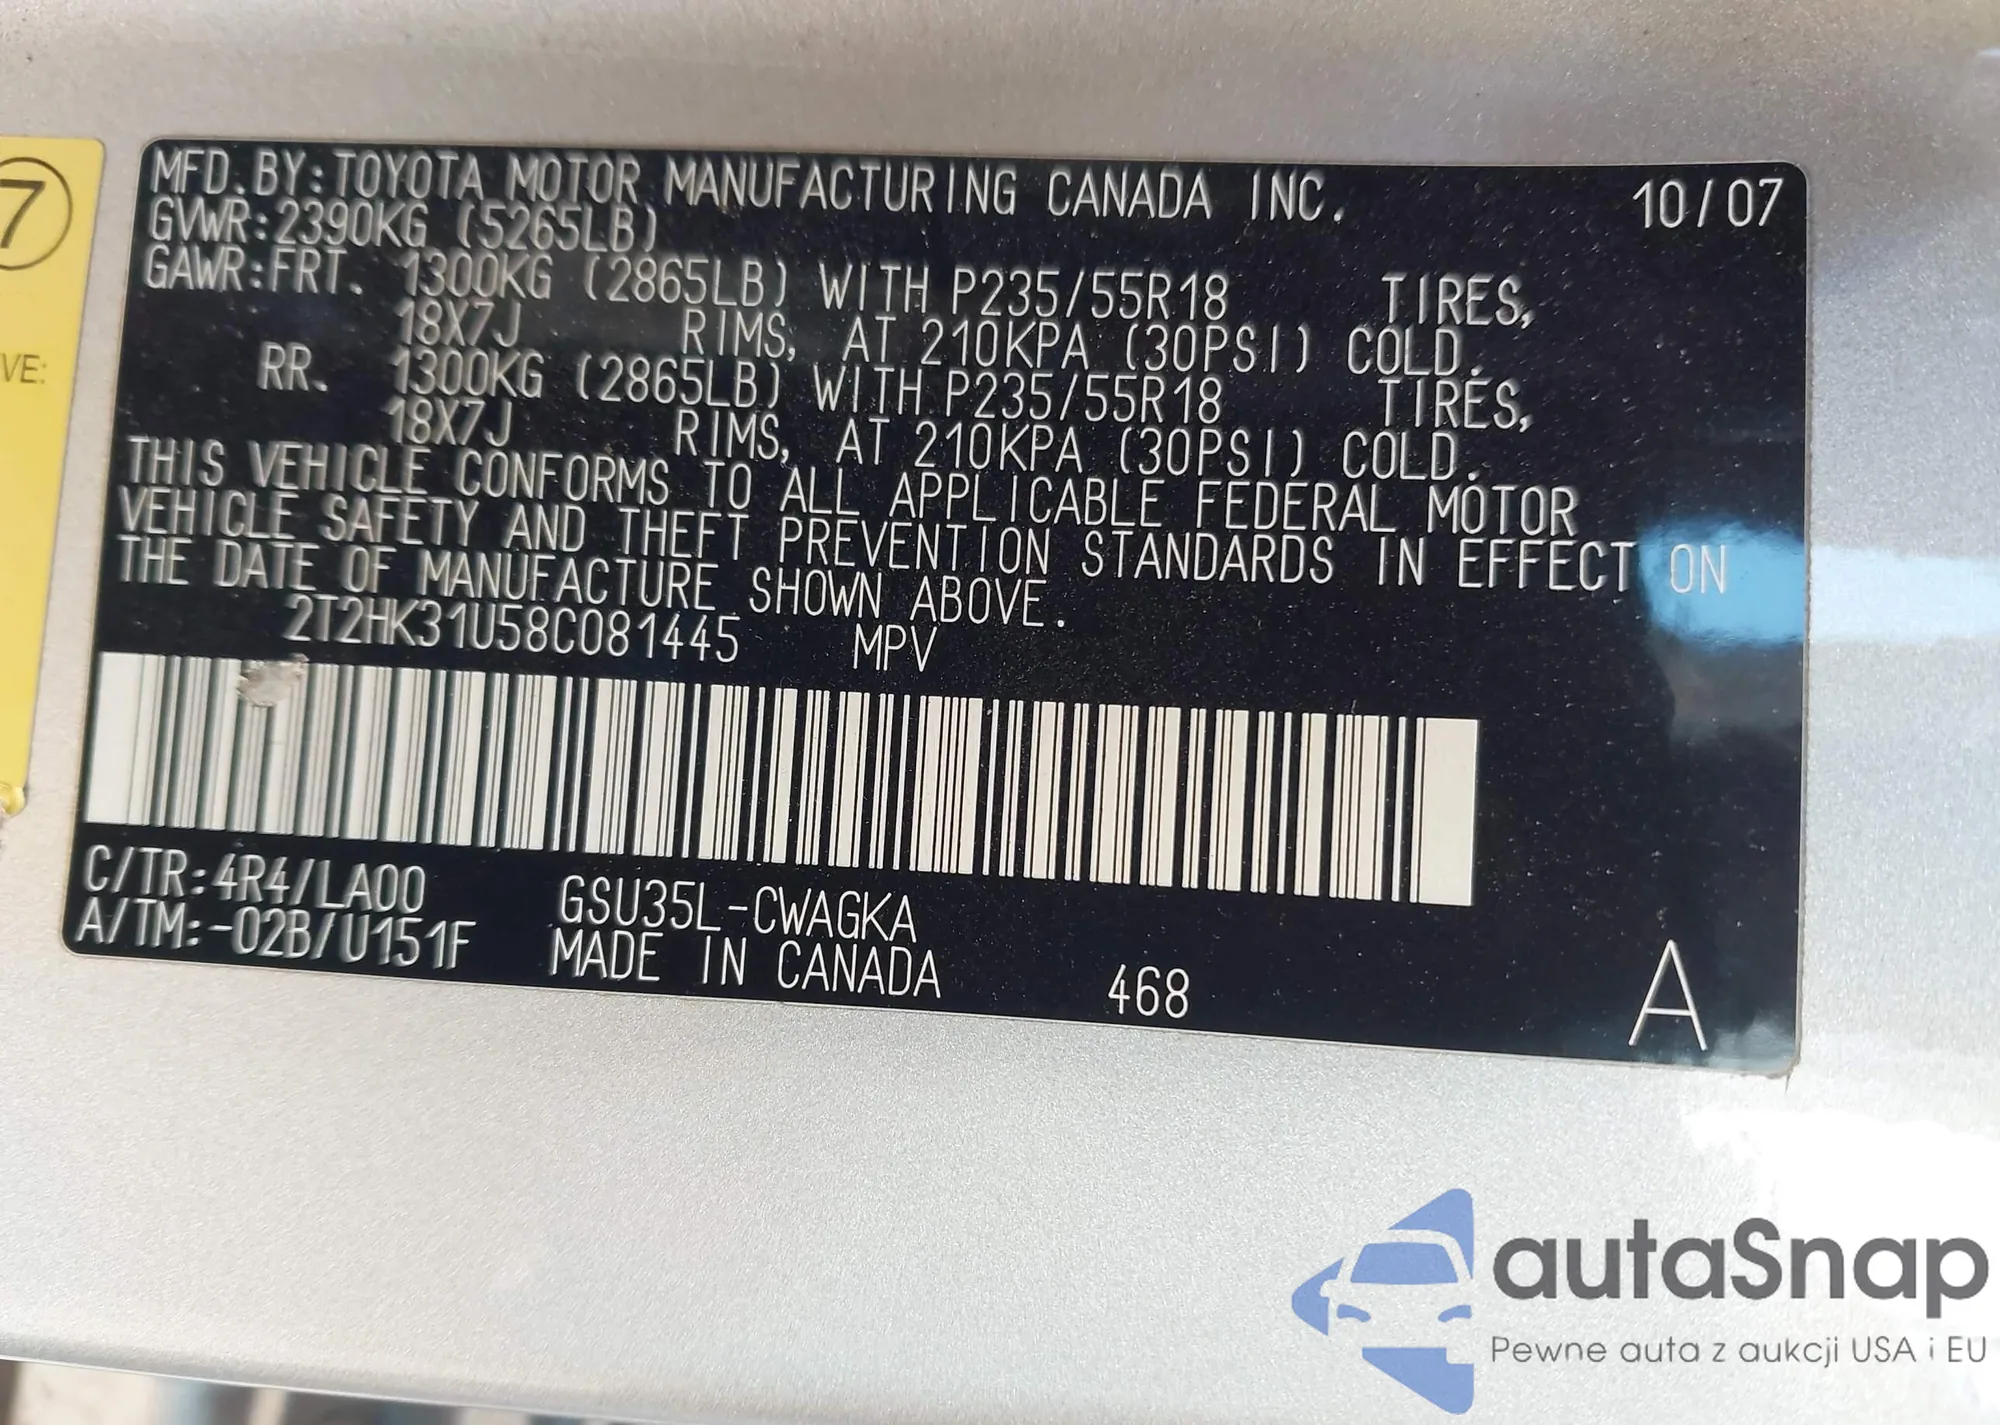 7
VE:
MFD.BY:TOYOTA MOTOR MANUFACTURING CANADA INC. 10/07
GVWR:2390KG (5265LB)
GAWR:FRT. 1300KG (2865LB) WITH P235/55R18 TIRES,
18X7J RIMS, AT 210KPA (30PSI) COLD.
RR. 1300KG (2865LB) WITH P235/55R18 TIRES,
18X7J RIMS, AT 210KPA (30PSI) COLD.
THIS VEHICLE CONFORMS TO ALL APPLICABLE FEDERAL MOTOR
VEHICLE SAFETY AND THEFT PREVENTION STANDARDS IN EFFECT ON
THE DATE OF MANUFACTURE SHOWN ABOVE.
2T2HK31U58C081445 MPV
C/TR:4R4/LA00 GSU35L-CWAGKA
A/TM:-02B/U151F MADE IN CANADA 468 A
autaSnap
Pewne auta z aukcji USA i EU